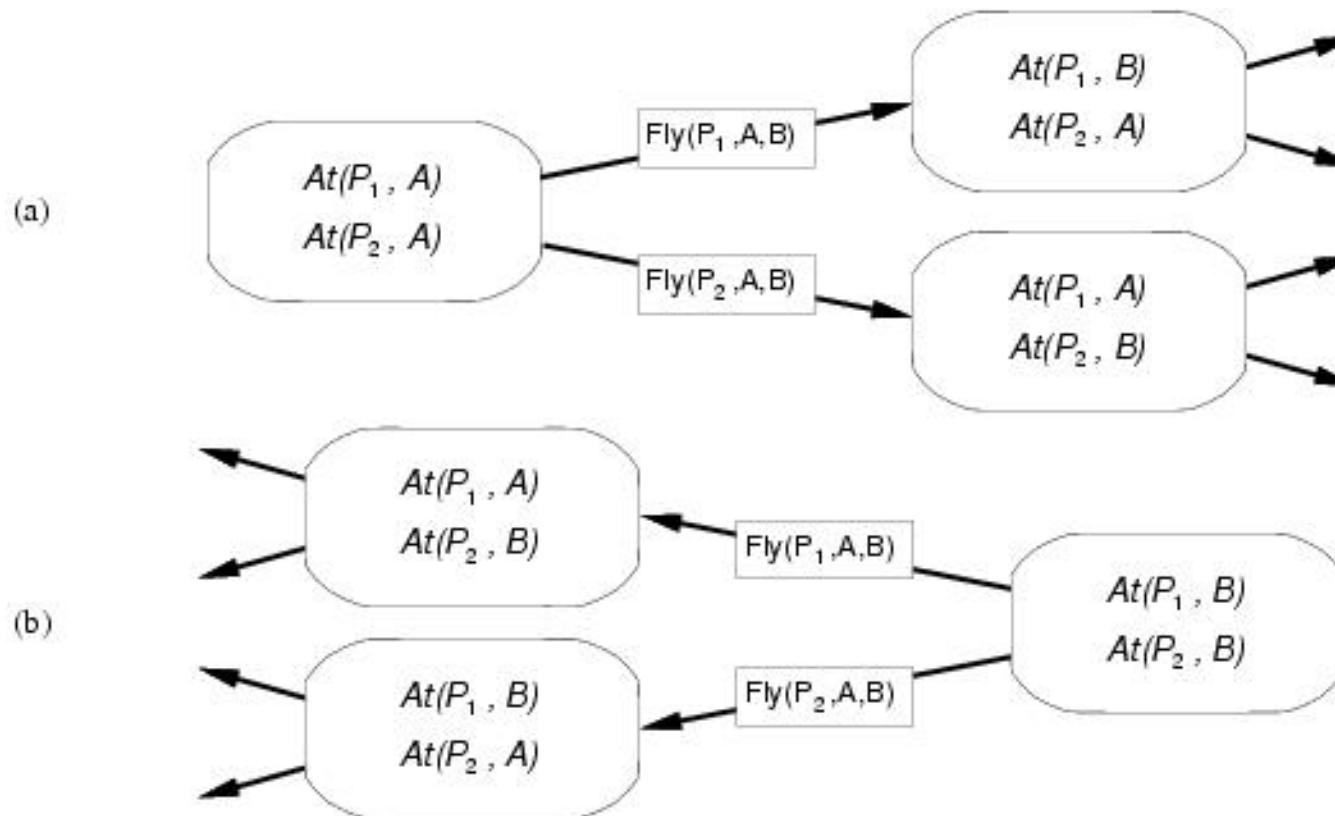 (a)
At(P₁ , A)
At(P₂ , A)
Fly(P₁ ,A,B)
Fly(P₂ ,A,B)
At(P₁ , B)
At(P₂ , A)
At(P₁ , A)
At(P₂ , B)
(b)
At(P₁ , A)
At(P₂ , B)
At(P₁ , B)
At(P₂ , A)
Fly(P₁ ,A,B)
Fly(P₂ ,A,B)
At(P₁ , B)
At(P₂ , B)